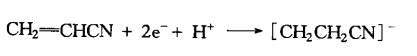 CH₂═CHCN + 2e⁻ + H⁺ ⟶ [CH₂CH₂CN]⁻